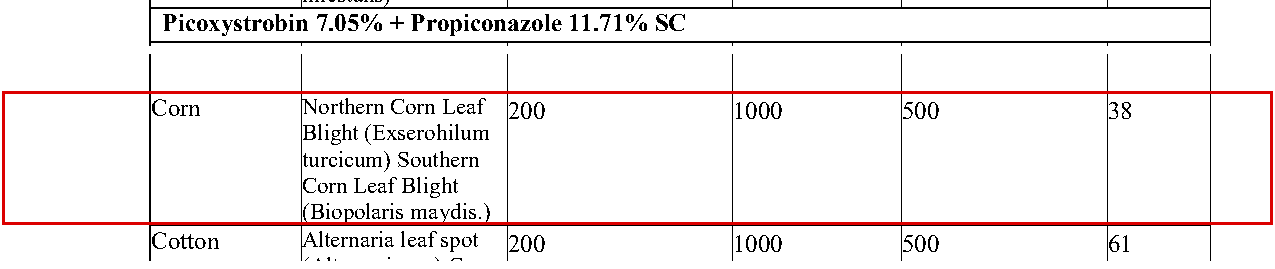 Picoxystrobin 7.05% + Propiconazole 11.71% SC
Corn Northern Corn Leaf 200 1000 500 38
Blight (Exserohilum
turcicum) Southern
Corn Leaf Blight
(Biopolaris maydis.)
Cotton Alternaria leaf spot 200 1000 500 61